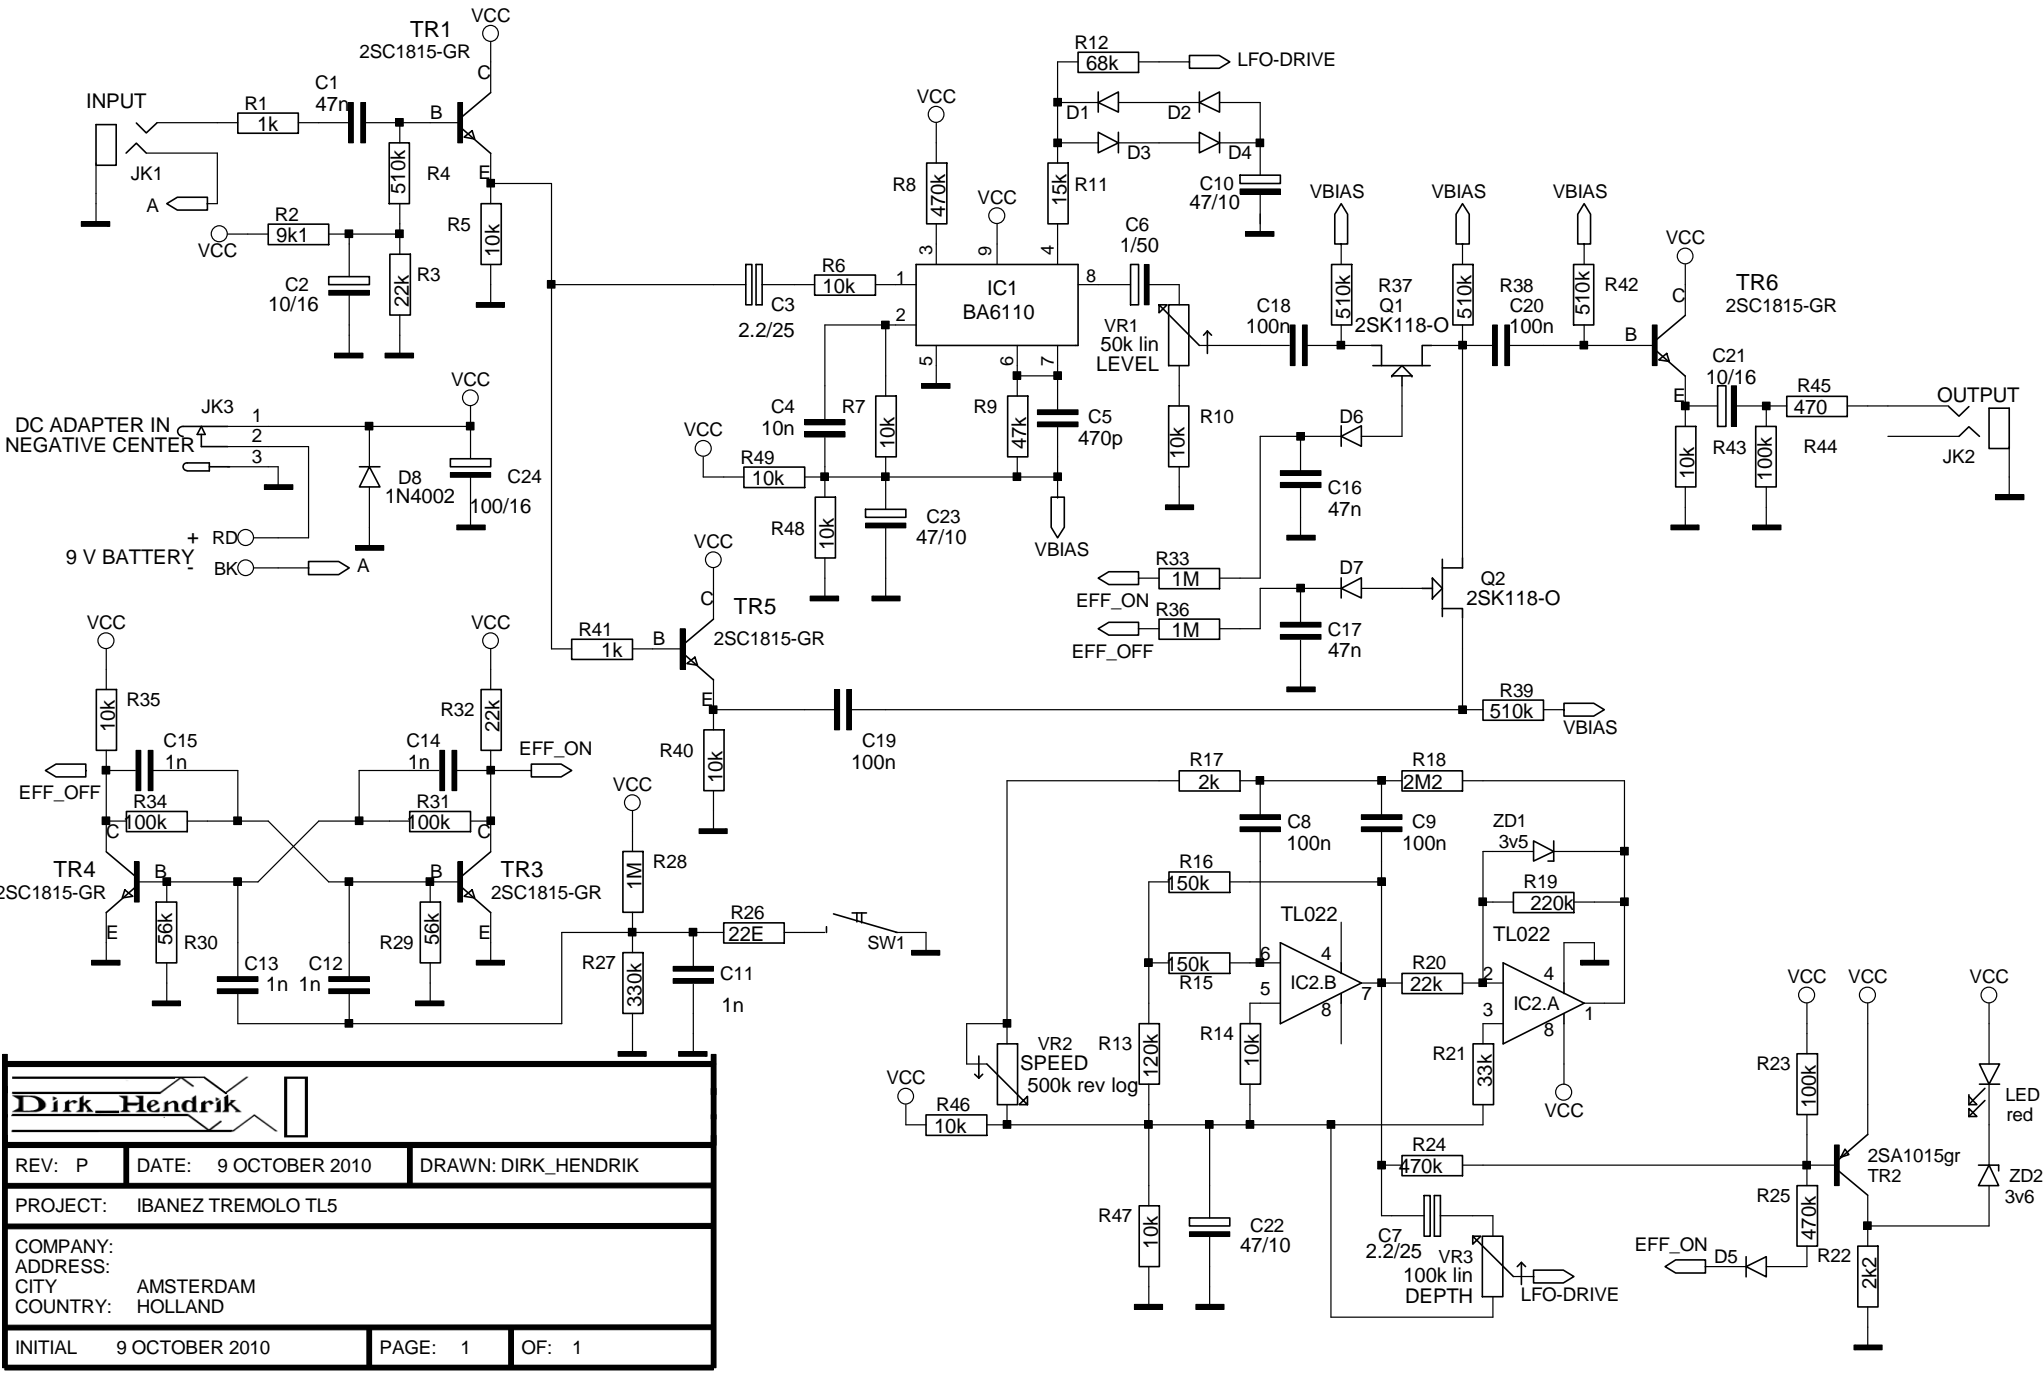 TR1
2SC1815-GR
VCC
C
B
E
INPUT
JK1
A
R1
1k
C1
47n
R4
510k
R2
9k1
VCC
C2
10/16
R3
22k
R5
10k
DC ADAPTER IN
NEGATIVE CENTER
JK3
1
2
3
VCC
D8
1N4002
C24
100/16
9 V BATTERY
+
RD
-
BK
A
C3
2.2/25
R6
10k
VCC
R8
470k
VCC
IC1
BA6110
1
2
3
9
4
8
5
6
7
R12
68k
LFO-DRIVE
D1
D2
D3
D4
R11
15k
C10
47/10
C6
1/50
VR1
50k lin
LEVEL
R10
10k
C4
10n
R7
10k
R9
47k
C5
470p
VCC
R49
10k
R48
10k
C23
47/10
VBIAS
VBIAS
VBIAS
VBIAS
510k
R37
510k
R38
510k
R42
C18
100n
Q1
2SK118-O
C20
100n
VCC
TR6
2SC1815-GR
C
B
E
C21
10/16
R45
470
OUTPUT
JK2
10k
R43
100k
R44
D6
C16
47n
R33
1M
EFF_ON
R36
1M
EFF_OFF
D7
C17
47n
Q2
2SK118-O
R39
510k
VBIAS
VCC
C
TR5
2SC1815-GR
B
E
R41
1k
R40
10k
C19
100n
VCC
R35
10k
C15
1n
EFF_OFF
R34
100k
C
TR4
2SC1815-GR
B
E
56k
R30
C13
1n
VCC
R32
22k
C14
1n
EFF_ON
R31
100k
C
TR3
2SC1815-GR
B
E
R29
56k
C12
1n
VCC
R28
1M
R27
330k
C11
1n
R26
22E
SW1
R17
2k
R18
2M2
C8
100n
C9
100n
R16
150k
150k
R15
TL022
IC2.B
6
5
4
8
7
ZD1
3v5
R19
220k
TL022
R20
22k
IC2.A
2
3
4
8
1
VCC
R21
33k
R14
10k
R13
120k
VR2
SPEED
500k rev log
VCC
R46
10k
R47
10k
C22
47/10
R24
470k
C7
2.2/25
VR3
100k lin
DEPTH
LFO-DRIVE
VCC
VCC
VCC
R23
100k
LED
red
2SA1015gr
TR2
ZD2
3v6
R25
470k
EFF_ON
D5
R22
2k2
Dirk_Hendrik
REV: P
DATE: 9 OCTOBER 2010
DRAWN: DIRK_HENDRIK
PROJECT: IBANEZ TREMOLO TL5
COMPANY:
ADDRESS:
CITY AMSTERDAM
COUNTRY: HOLLAND
INITIAL 9 OCTOBER 2010
PAGE: 1
OF: 1